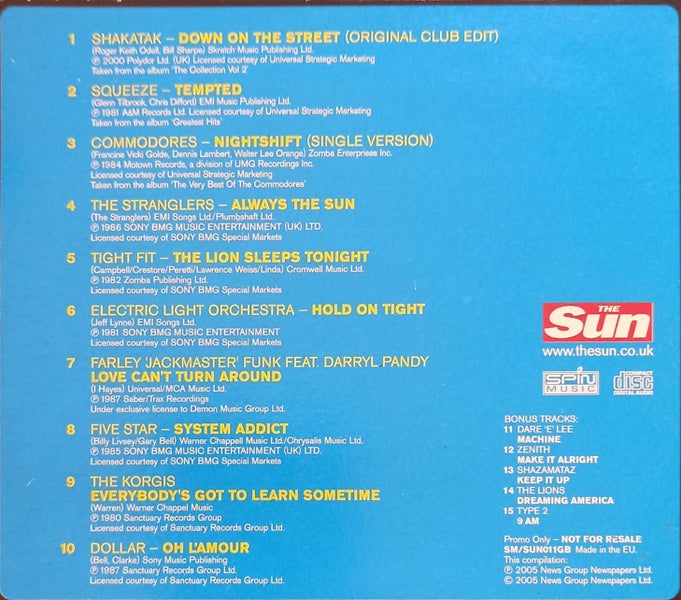 1 SHAKATAK – DOWN ON THE STREET (ORIGINAL CLUB EDIT)
(Roger Keith Odell, Bill Sharpe) Skratch Music Publishing Ltd.
℗ 2000 Polydor Ltd. (UK) Licensed courtesy of Universal Strategic Marketing
Taken from the album 'The Collection Vol 2'
2 SQUEEZE – TEMPTED
(Glenn Tilbrook, Chris Difford) EMI Music Publishing Ltd.
℗ 1981 A&M Records Ltd. Licensed courtesy of Universal Strategic Marketing
Taken from the album 'Greatest Hits'
3 COMMODORES – NIGHTSHIFT (SINGLE VERSION)
(Francine Vicki Golde, Dennis Lambert, Walter Lee Orange) Zomba Enterprises Inc.
℗ 1984 Motown Records, a division of UMG Recordings Inc.
Licensed courtesy of Universal Strategic Marketing
Taken from the album 'The Very Best Of The Commodores'
4 THE STRANGLERS – ALWAYS THE SUN
(The Stranglers) EMI Songs Ltd./Plumbshaft Ltd.
℗ 1986 SONY BMG MUSIC ENTERTAINMENT (UK) LTD.
Licensed courtesy of SONY BMG Special Markets
5 TIGHT FIT – THE LION SLEEPS TONIGHT
(Campbell/Crestore/Peretti/Lawrence Weiss/Linda) Cromwell Music Ltd.
℗ 1982 Zomba Publishing Ltd.
Licensed courtesy of SONY BMG Special Markets
6 ELECTRIC LIGHT ORCHESTRA – HOLD ON TIGHT
(Jeff Lynne) EMI Songs Ltd.
℗ 1981 SONY BMG MUSIC ENTERTAINMENT
Licensed courtesy of SONY BMG Special Markets
7 FARLEY 'JACKMASTER' FUNK FEAT. DARRYL PANDY
LOVE CAN'T TURN AROUND
(I Hayes) Universal/MCA Music Ltd.
℗ 1987 Saber/Trax Recordings
Under exclusive license to Demon Music Group Ltd.
8 FIVE STAR – SYSTEM ADDICT
(Billy Livsey/Gary Bell) Warner Chappell Music Ltd./Chrysalis Music Ltd.
℗ 1985 SONY BMG MUSIC ENTERTAINMENT (UK) LTD.
Licensed courtesy of SONY BMG Special Markets
9 THE KORGIS
EVERYBODY'S GOT TO LEARN SOMETIME
(Warren) Warner Chappel Music
℗ 1980 Sanctuary Records Group
Licensed courtesy of Sanctuary Records Group Ltd.
10 DOLLAR – OH L'AMOUR
(Bell, Clarke) Sony Music Publishing
℗ 1987 Sanctuary Records Group Ltd.
Licensed courtesy of Sanctuary Records Group Ltd.
THE
Sun
www.thesun.co.uk
SPIN
MUSIC
COMPACT
disc
DIGITAL AUDIO
BONUS TRACKS:
11 DARE 'E' LEE
MACHINE
12 ZENITH
MAKE IT ALRIGHT
13 SHAZAMATAZ
KEEP IT UP
14 THE LIONS
DREAMING AMERICA
15 TYPE 2
9 AM
Promo Only – NOT FOR RESALE
SM/SUN011GB Made in the EU.
This compilation:
℗ 2005 News Group Newspapers Ltd.
© 2005 News Group Newspapers Ltd.